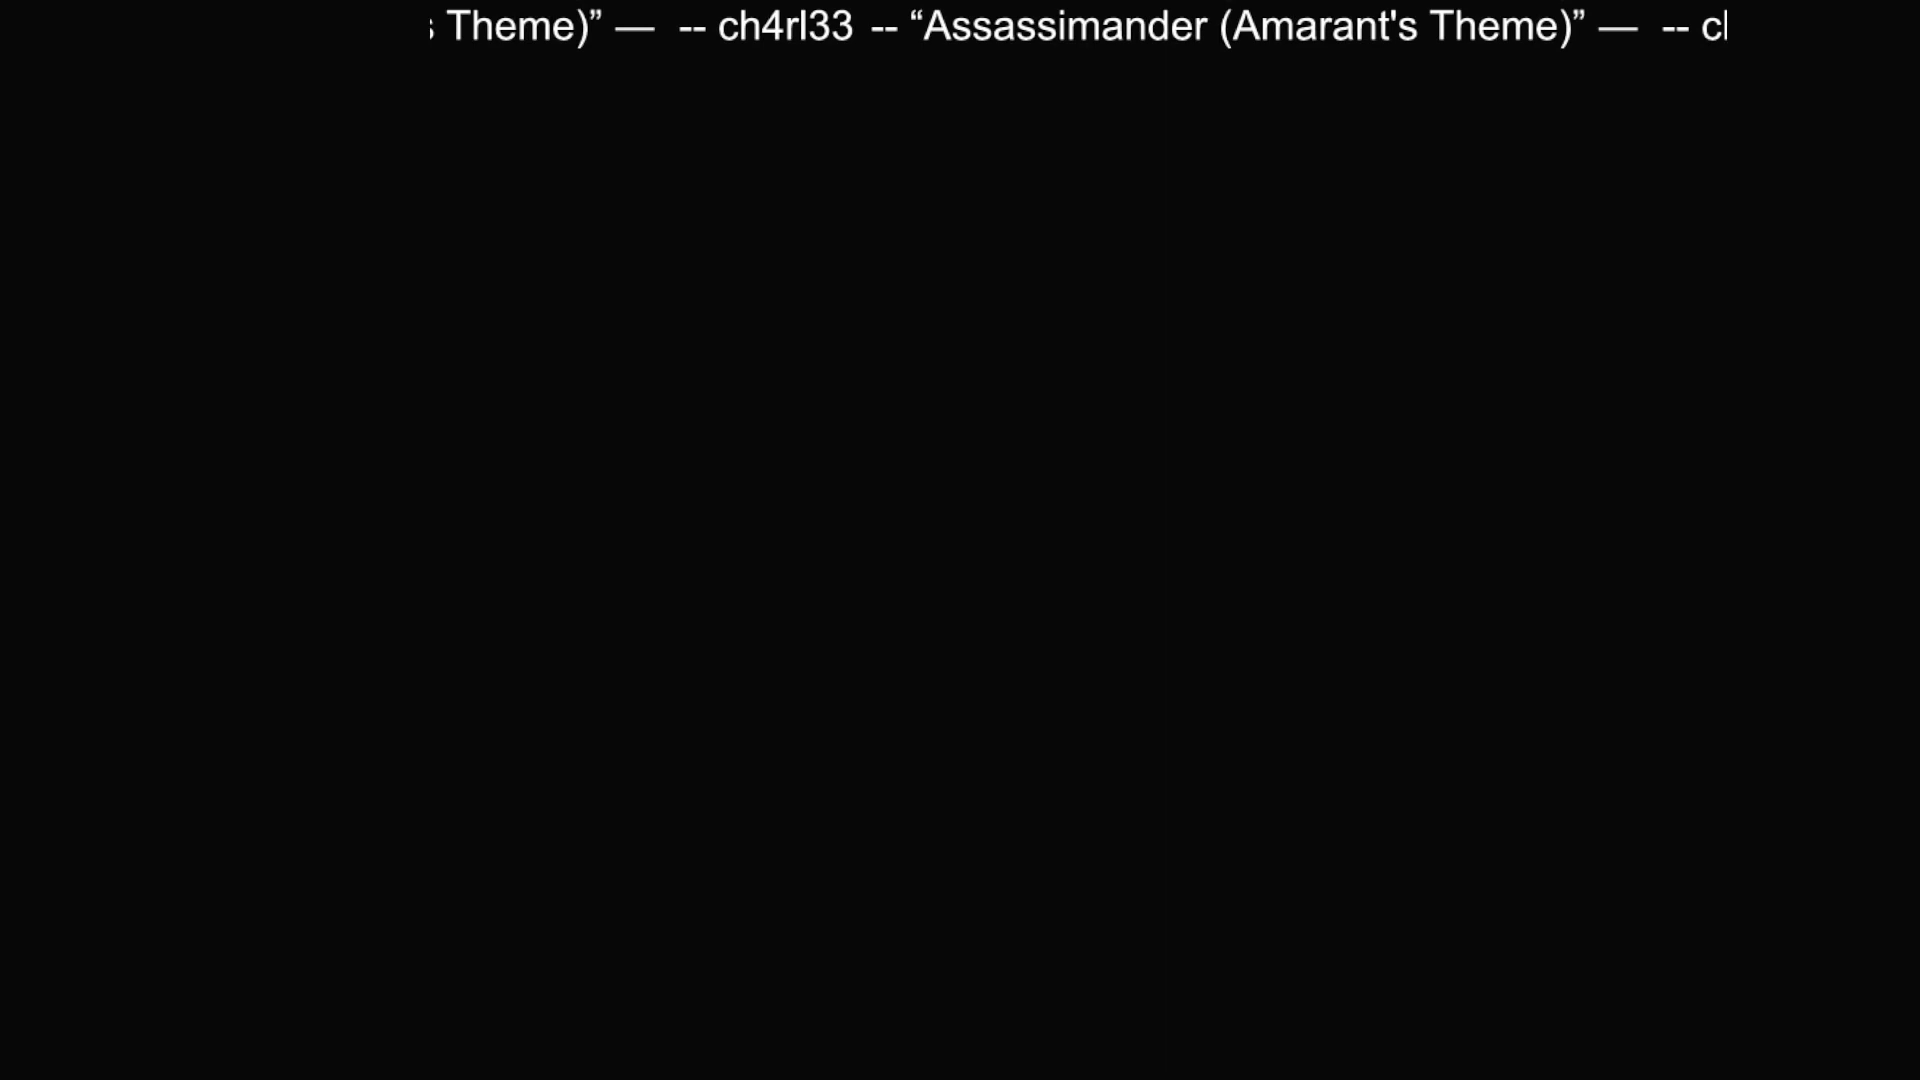 Theme)” — -- ch4rl33 -- “Assassimander (Amarant's Theme)” — --